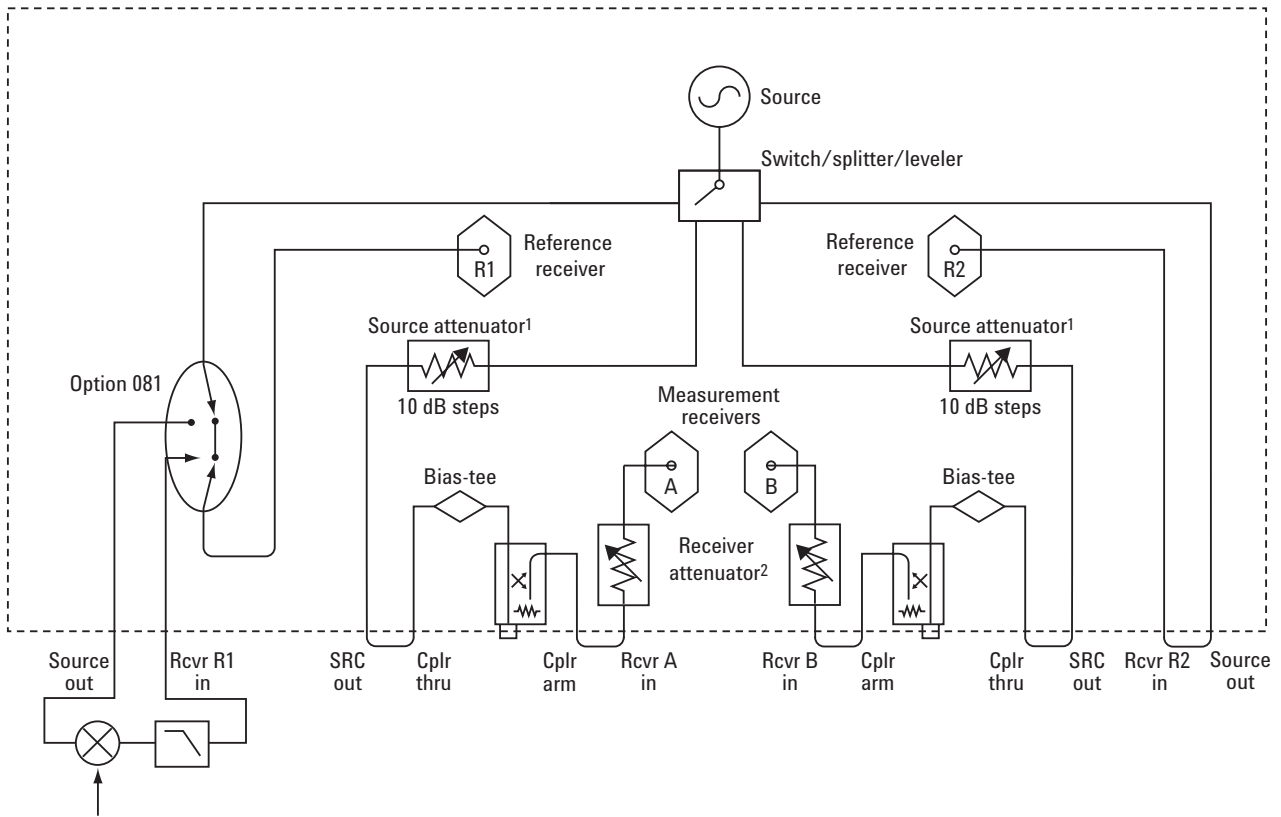 Source
Switch/splitter/leveler
Reference
receiver
R1
Reference
receiver
R2
Source attenuator1
10 dB steps
Source attenuator1
10 dB steps
Option 081
Measurement
receivers
A
B
Bias-tee
Bias-tee
Receiver
attenuator2
Source
out
Rcvr R1
in
SRC
out
Cplr
thru
Cplr
arm
Rcvr A
in
Rcvr B
in
Cplr
arm
Cplr
thru
SRC
out
Rcvr R2
in
Source
out